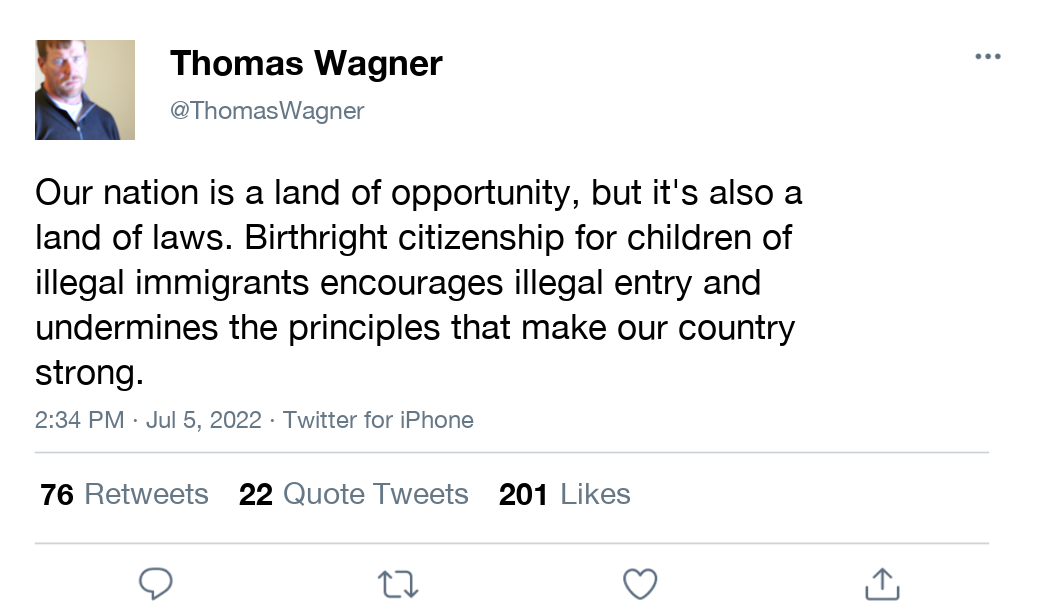 Thomas Wagner
@ThomasWagner
Our nation is a land of opportunity, but it's also a
land of laws. Birthright citizenship for children of
illegal immigrants encourages illegal entry and
undermines the principles that make our country
strong.
2:34 PM · Jul 5, 2022 · Twitter for iPhone
76 Retweets 22 Quote Tweets 201 Likes